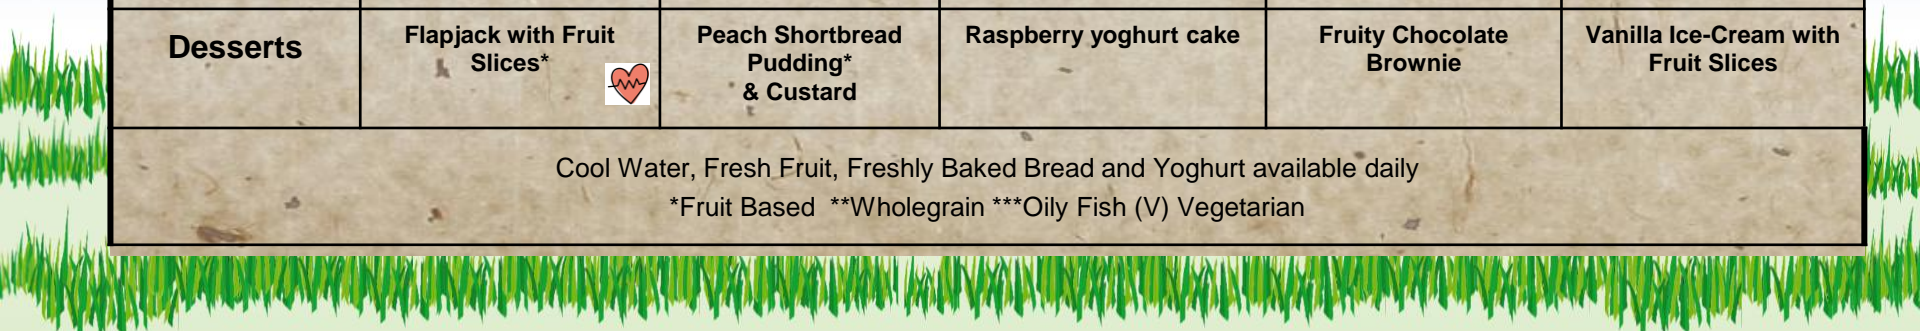 Desserts
Flapjack with Fruit
Slices*
Peach Shortbread
Pudding*
& Custard
Raspberry yoghurt cake
Fruity Chocolate
Brownie
Vanilla Ice-Cream with
Fruit Slices
Cool Water, Fresh Fruit, Freshly Baked Bread and Yoghurt available daily
*Fruit Based  **Wholegrain ***Oily Fish (V) Vegetarian